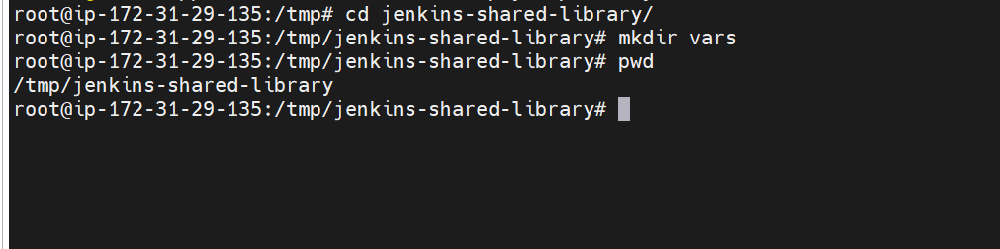 root@ip-172-31-29-135:/tmp# cd jenkins-shared-library/
root@ip-172-31-29-135:/tmp/jenkins-shared-library# mkdir vars
root@ip-172-31-29-135:/tmp/jenkins-shared-library# pwd
/tmp/jenkins-shared-library
root@ip-172-31-29-135:/tmp/jenkins-shared-library#